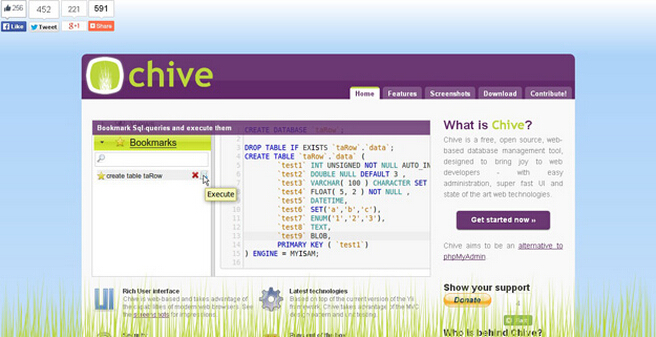 256
452
221
591
Like
Tweet
+1
Share
chive
Home
Features
Screenshots
Download
Contribute!
Bookmark Sql-queries and execute them
CREATE DATABASE `taRow`;
Bookmarks
create table taRow
Execute
DROP TABLE IF EXISTS `taRow`.`data`;
CREATE TABLE `taRow`.`data` (
`test1` INT UNSIGNED NOT NULL AUTO_IN
`test2` DOUBLE NULL DEFAULT 3 ,
`test3` VARCHAR( 100 ) CHARACTER SET
`test4` FLOAT( 5, 2 ) NOT NULL ,
`test5` DATETIME,
`test6` SET('a','b','c'),
`test7` ENUM('1','2','3'),
`test8` TEXT,
`test9` BLOB,
PRIMARY KEY ( `test1`)
) ENGINE = MYISAM;
What is Chive?
Chive is a free, open source, web-
based database management tool,
designed to bring joy to web
developers - with easy
administration, super fast UI and
state of the art web technologies.
Get started now »
Chive aims to be an alternative to
phpMyAdmin
Show your support
Donate
4
Who is behind Chive?
Rich User interface
Chive is web-based and takes advantage of
the capabilities of modern web browsers. See
the screenshots for impressions.
Latest technologies
Based on top of the current version of the Yii
framework, Chive takes advantage of the MVC
design pattern and unit testing.